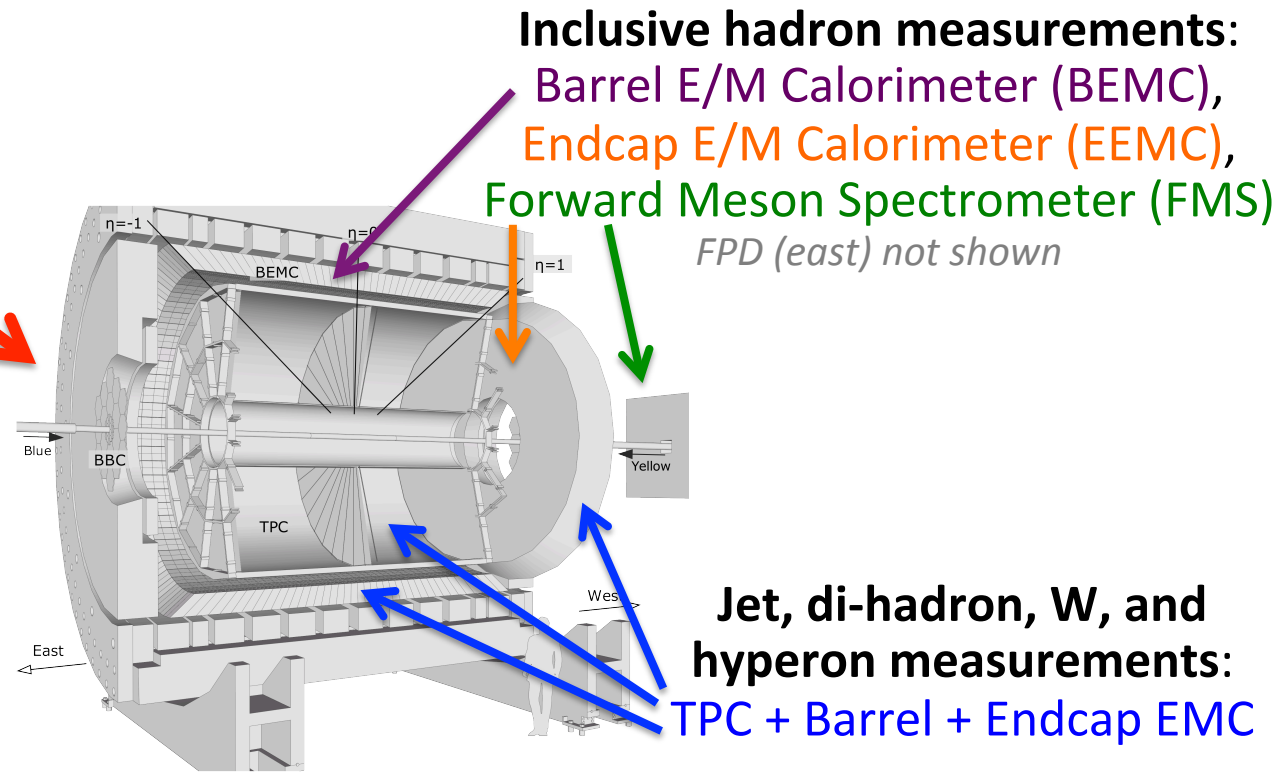 Inclusive hadron measurements:
Barrel E/M Calorimeter (BEMC),
Endcap E/M Calorimeter (EEMC),
Forward Meson Spectrometer (FMS)
FPD (east) not shown
η=-1
η=0
η=1
BEMC
Blue
BBC
Yellow
TPC
West
East
Jet, di-hadron, W, and
hyperon measurements:
TPC + Barrel + Endcap EMC